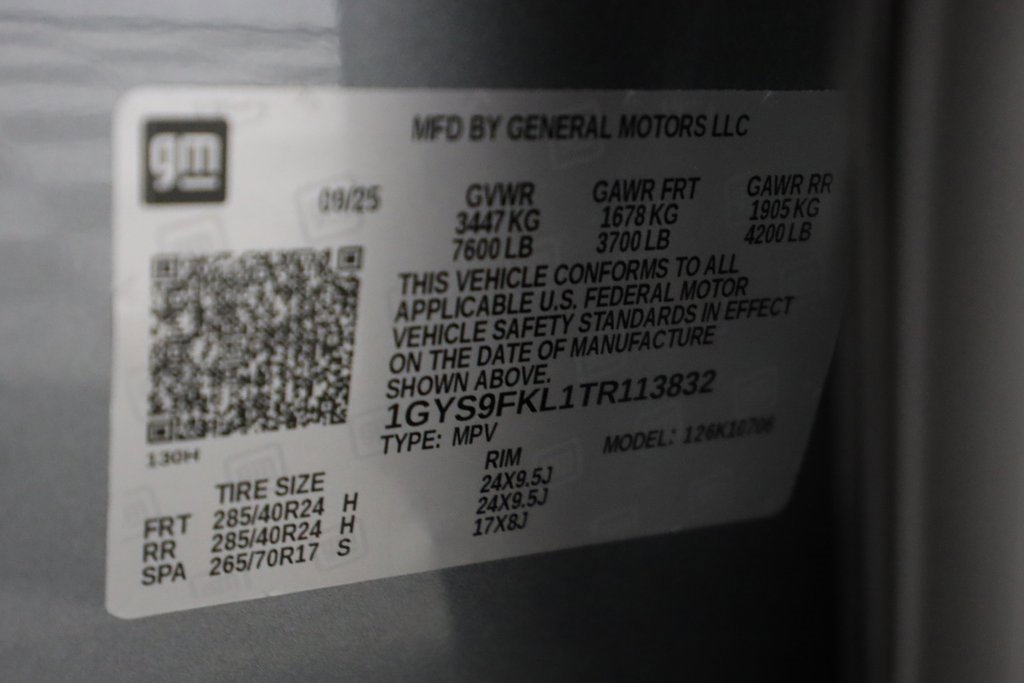 gm
MFD BY GENERAL MOTORS LLC
09/25
GVWR
3447 KG
7600 LB
GAWR FRT
1678 KG
3700 LB
GAWR RR
1905 KG
4200 LB
THIS VEHICLE CONFORMS TO ALL
APPLICABLE U.S. FEDERAL MOTOR
VEHICLE SAFETY STANDARDS IN EFFECT
ON THE DATE OF MANUFACTURE
SHOWN ABOVE.
1GYS9FKL1TR113832
TYPE: MPV
MODEL: 126K10706
130H
TIRE SIZE RIM
FRT 285/40R24 H 24X9.5J
RR 285/40R24 H 24X9.5J
SPA 265/70R17 S 17X8J